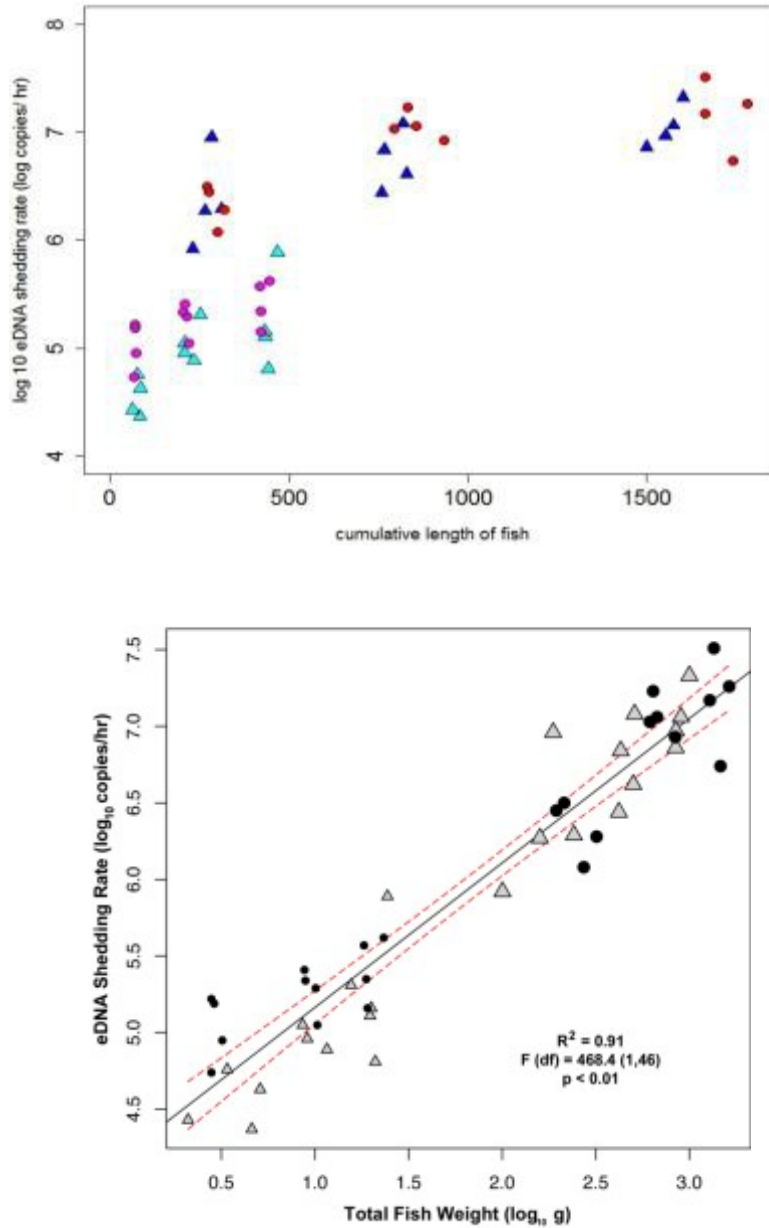 log 10 eDNA shedding rate (log copies/ hr)
8
7
6
5
4
0 500 1000 1500
cumulative length of fish
eDNA Shedding Rate (log₁₀ copies/hr)
7.5
7.0
6.5
6.0
5.5
5.0
4.5
R² = 0.91
F (df) = 468.4 (1,46)
p < 0.01
0.5 1.0 1.5 2.0 2.5 3.0
Total Fish Weight (log₁₀ g)